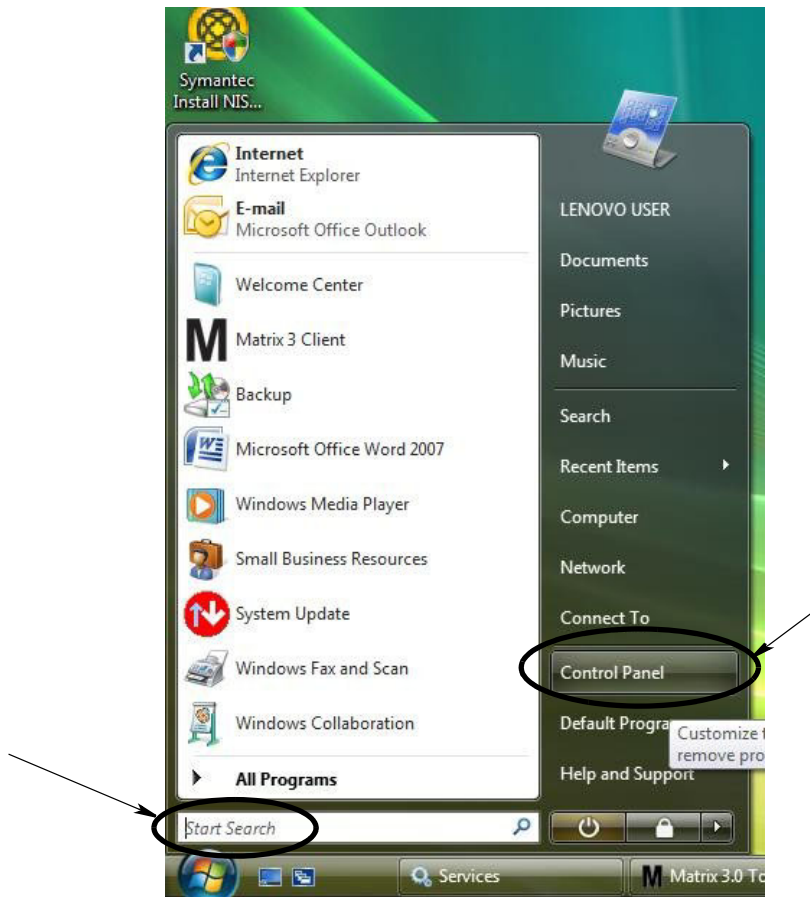 Symantec
Install NIS...
Internet
Internet Explorer
E-mail
Microsoft Office Outlook
Welcome Center
Matrix 3 Client
Backup
Microsoft Office Word 2007
Windows Media Player
Small Business Resources
System Update
Windows Fax and Scan
Windows Collaboration
All Programs
Start Search
LENOVO USER
Documents
Pictures
Music
Search
Recent Items
Computer
Network
Connect To
Control Panel
Default Progra
Customize t
remove pro
Help and Support
Services
M Matrix 3.0 To